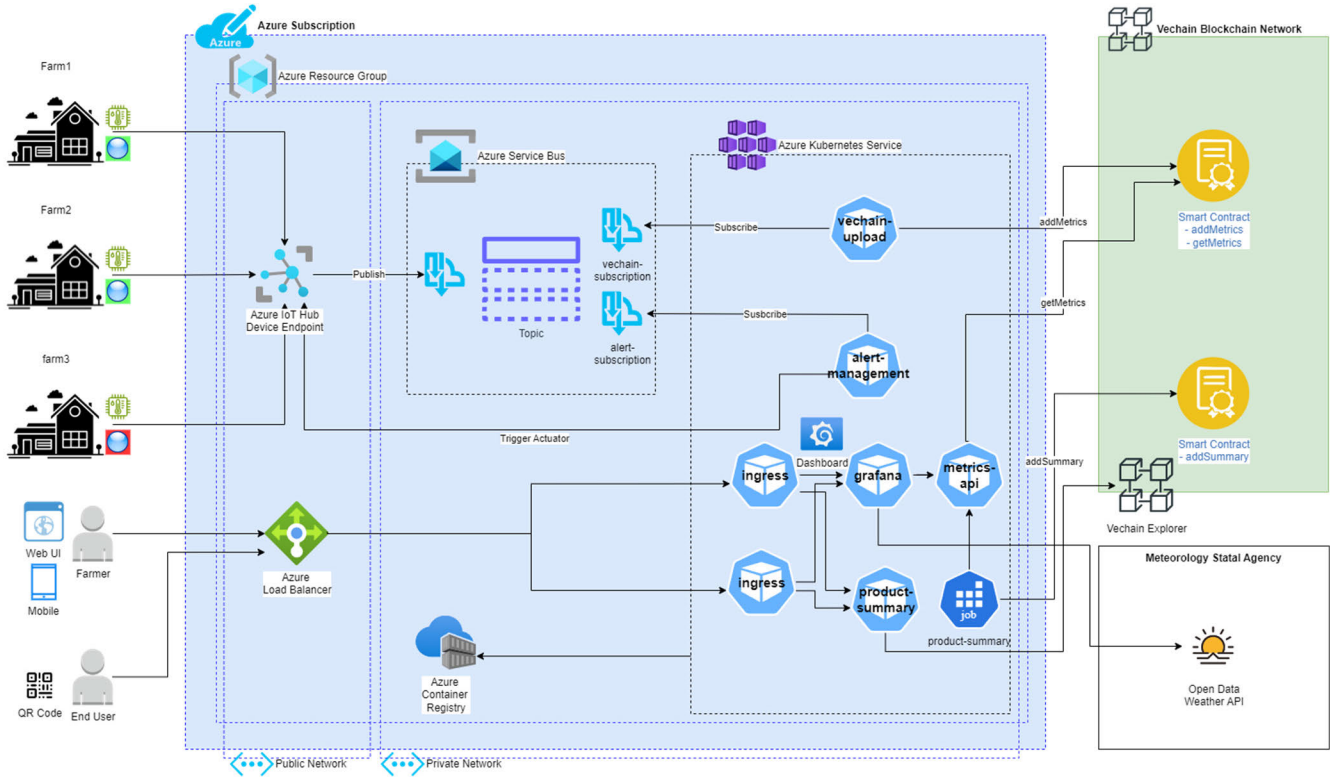 Azure Subscription
Azure
Vechain Blockchain Network
Farm1
Azure Resource Group
Azure Service Bus
Azure Kubernetes Service
Farm2
vechain-
upload
Subscribe
addMetrics
Smart Contract
- addMetrics
- getMetrics
vechain-
subscription
Publish
Azure IoT Hub
Device Endpoint
Topic
Susbcribe
getMetrics
alert-
subscription
farm3
alert-
management
Trigger Actuator
Smart Contract
- addSummary
Dashboard
addSummary
ingress
grafana
metrics-
api
Vechain Explorer
Web UI
Farmer
Mobile
Azure
Load Balancer
ingress
product-
summary
job
product-summary
Meteorology Statal Agency
Azure
Container
Registry
Open Data
Weather API
QR Code
End User
Public Network
Private Network